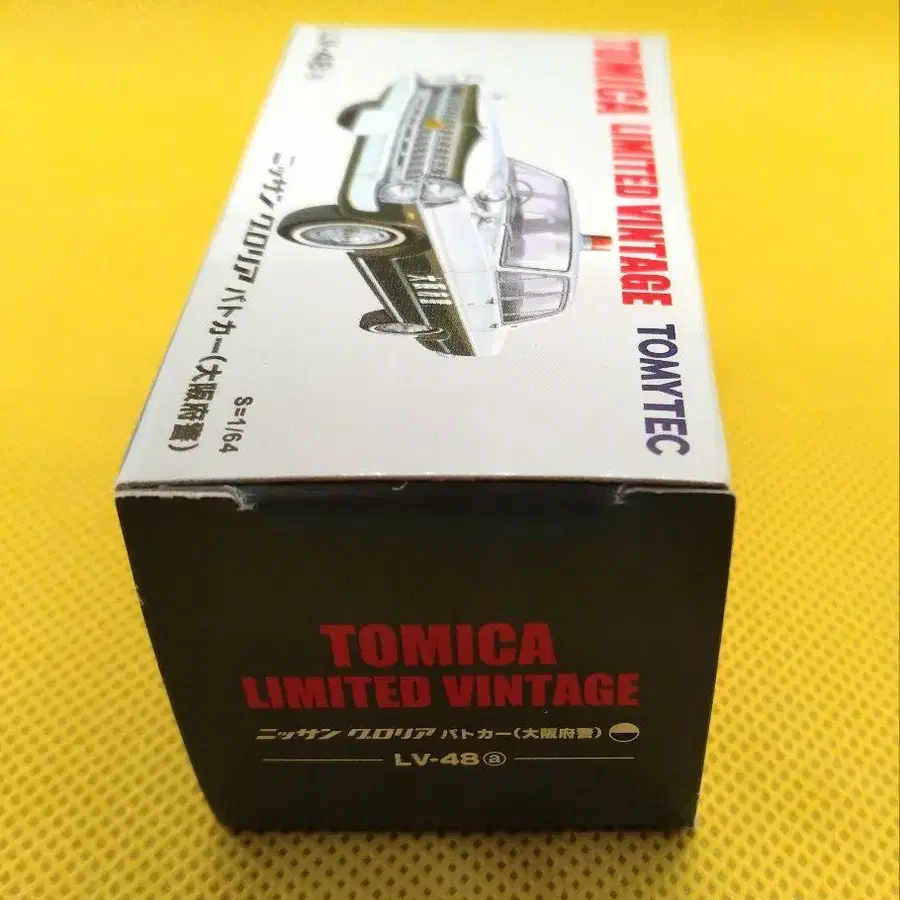 TOMICA LIMITED VINTAGE TOMYTEC
LV-48a
ニッサン グロリア パトカー(大阪府警)
S=1/64
TOMICA
LIMITED VINTAGE
ニッサン グロリア パトカー(大阪府警)
LV-48ⓐ